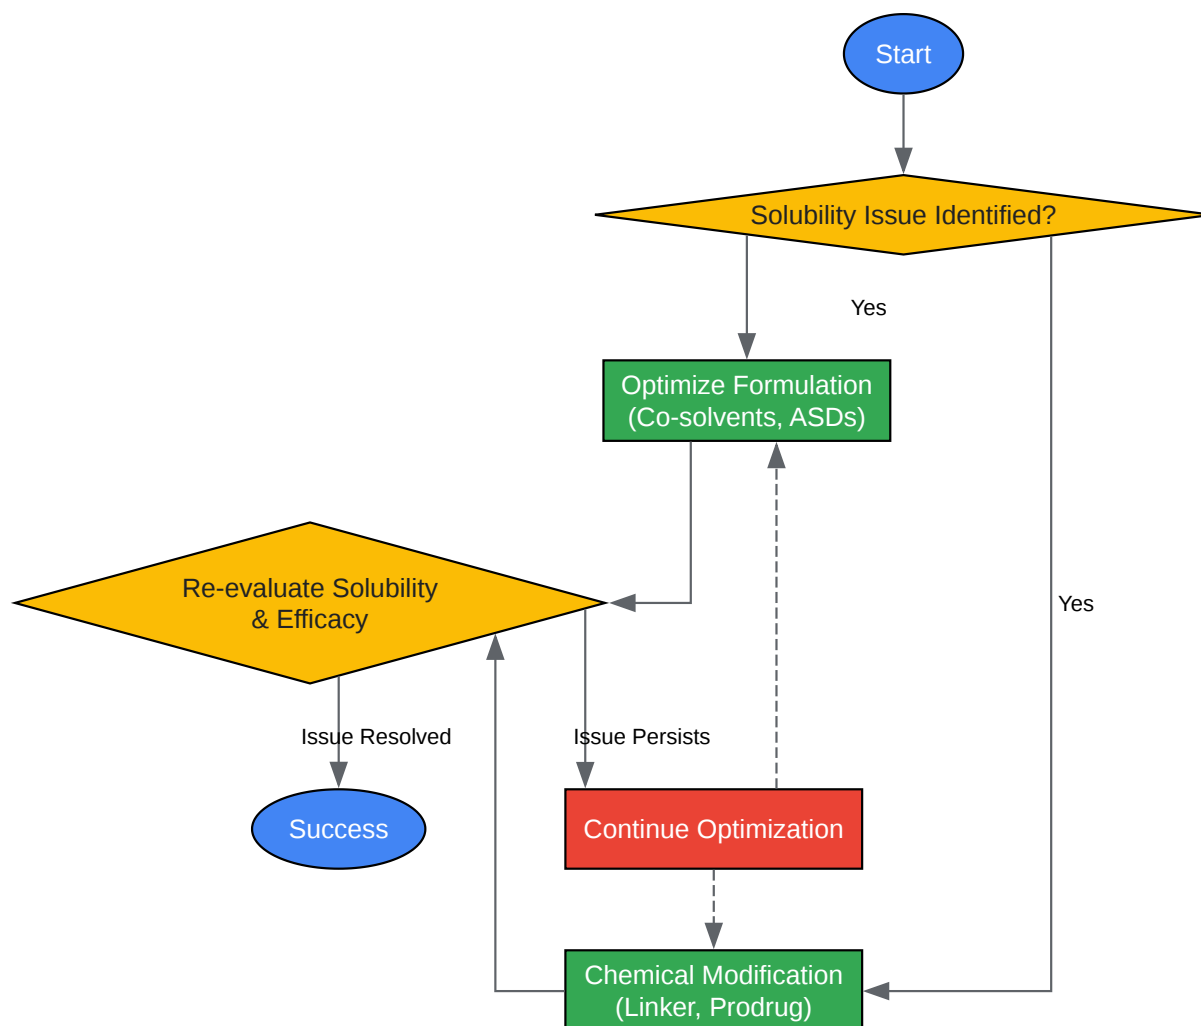 Start
Solubility Issue Identified?
Yes
Optimize Formulation
(Co-solvents, ASDs)
Re-evaluate Solubility
& Efficacy
Yes
Issue Resolved
Issue Persists
Success
Continue Optimization
Chemical Modification
(Linker, Prodrug)